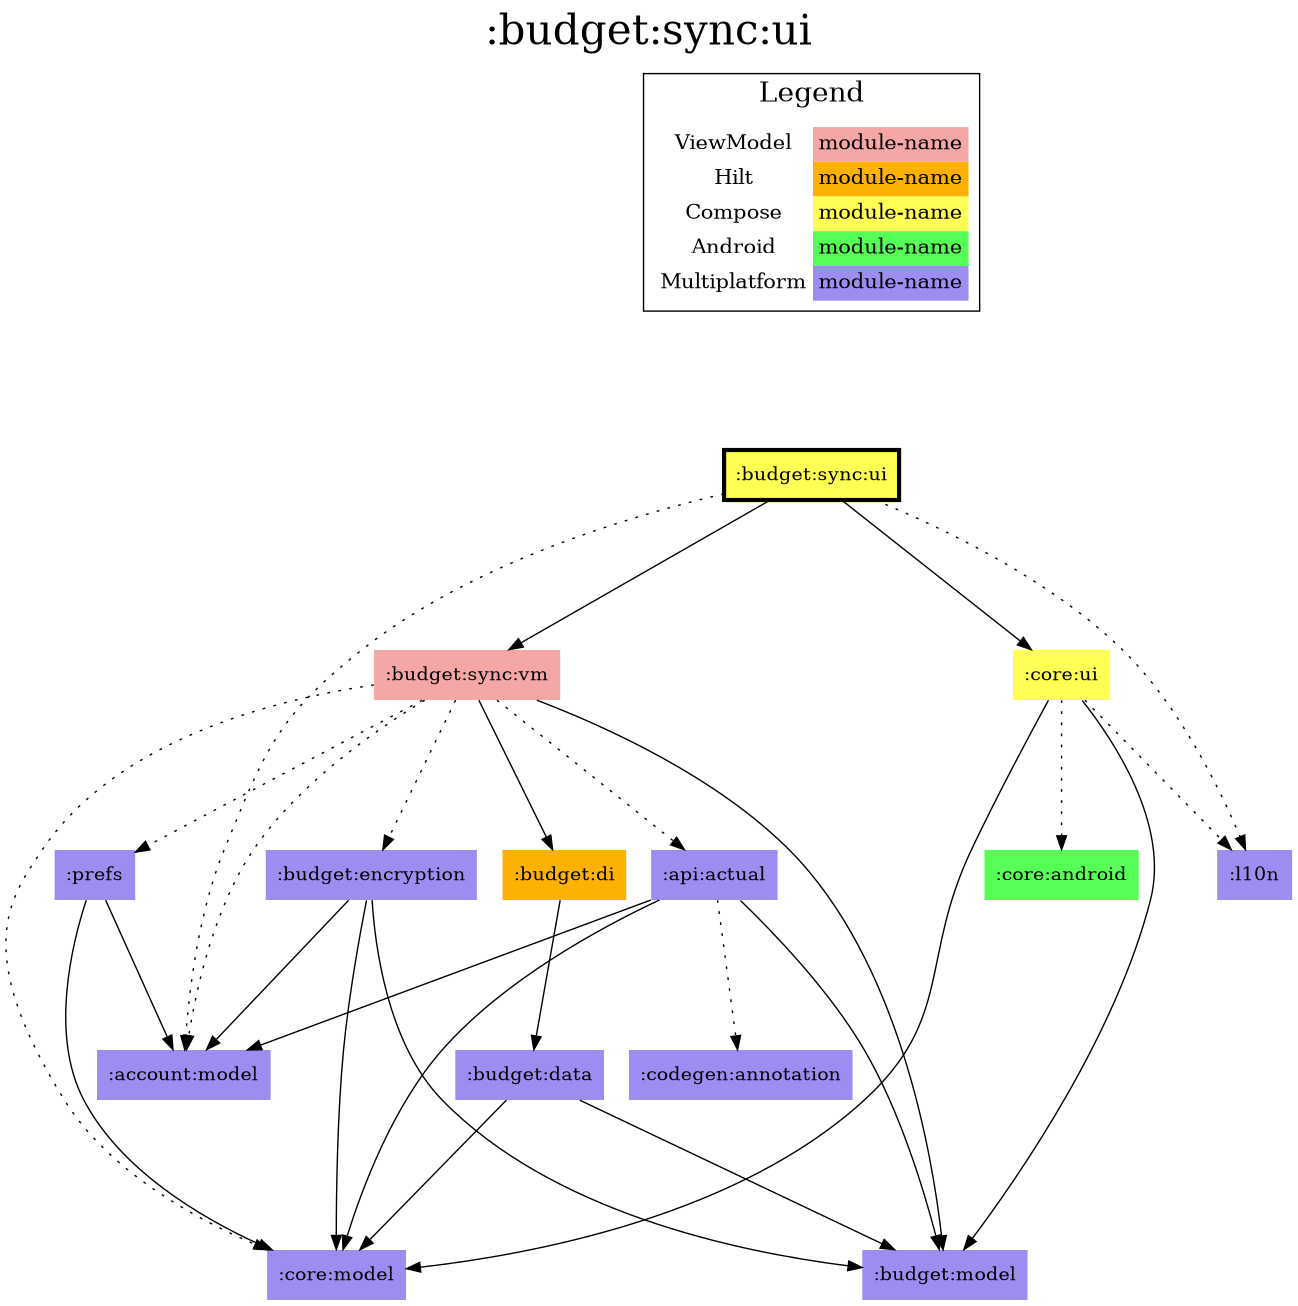 :budget:sync:ui
Legend
ViewModel module-name
Hilt module-name
Compose module-name
Android module-name
Multiplatform module-name
:budget:sync:ui
:budget:sync:vm
:core:ui
:prefs
:budget:encryption
:budget:di
:api:actual
:core:android
:l10n
:account:model
:budget:data
:codegen:annotation
:core:model
:budget:model